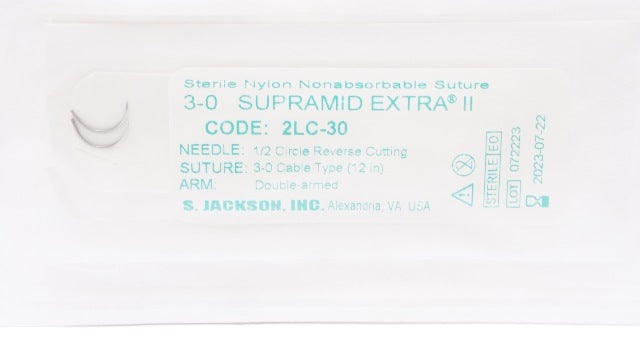 Sterile Nylon Nonabsorbable Suture
3-0 SUPRAMID EXTRA® II
CODE: 2LC-30
NEEDLE: 1/2 Circle Reverse Cutting
SUTURE: 3-0 Cable Type (12 in)
ARM: Double-armed
S. JACKSON, INC. Alexandria, VA USA
STERILE EO
LOT 072223
2023-07-22